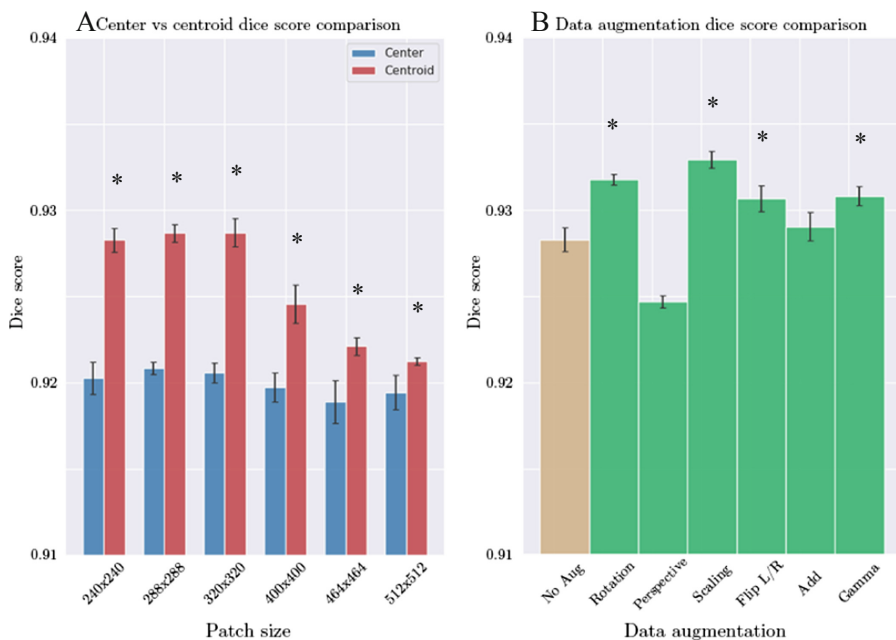 A Center vs centroid dice score comparison
0.94
0.93
0.92
0.91
Dice score
Center
Centroid
* * * * * *
240x240 288x288 320x320 400x400 464x464 512x512
Patch size
B Data augmentation dice score comparison
0.94
0.93
0.92
0.91
Dice score
* * * *
No Aug Rotation Perspective Scaling Flip L/R Add Gamma
Data augmentation